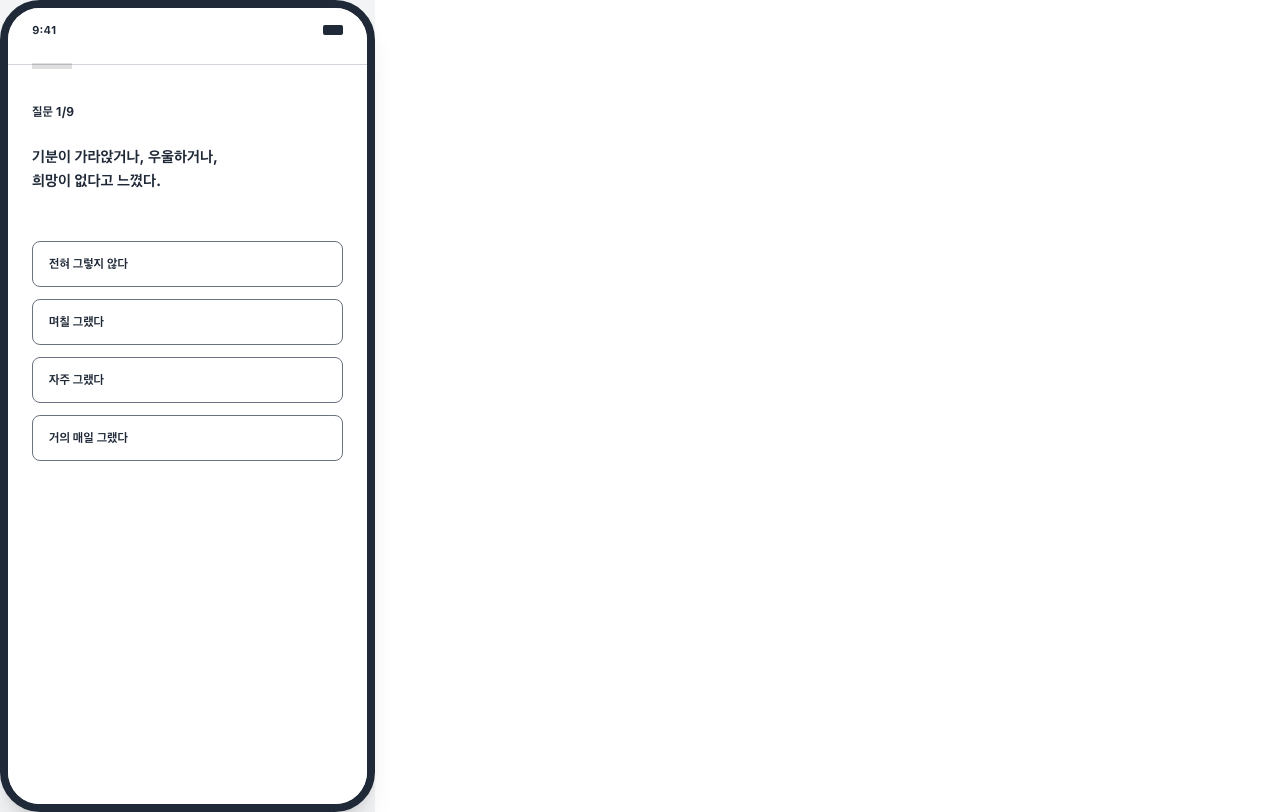 9:41
질문 1/9
기분이 가라앉거나, 우울하거나,
희망이 없다고 느꼈다.
전혀 그렇지 않다
며칠 그랬다
자주 그랬다
거의 매일 그랬다